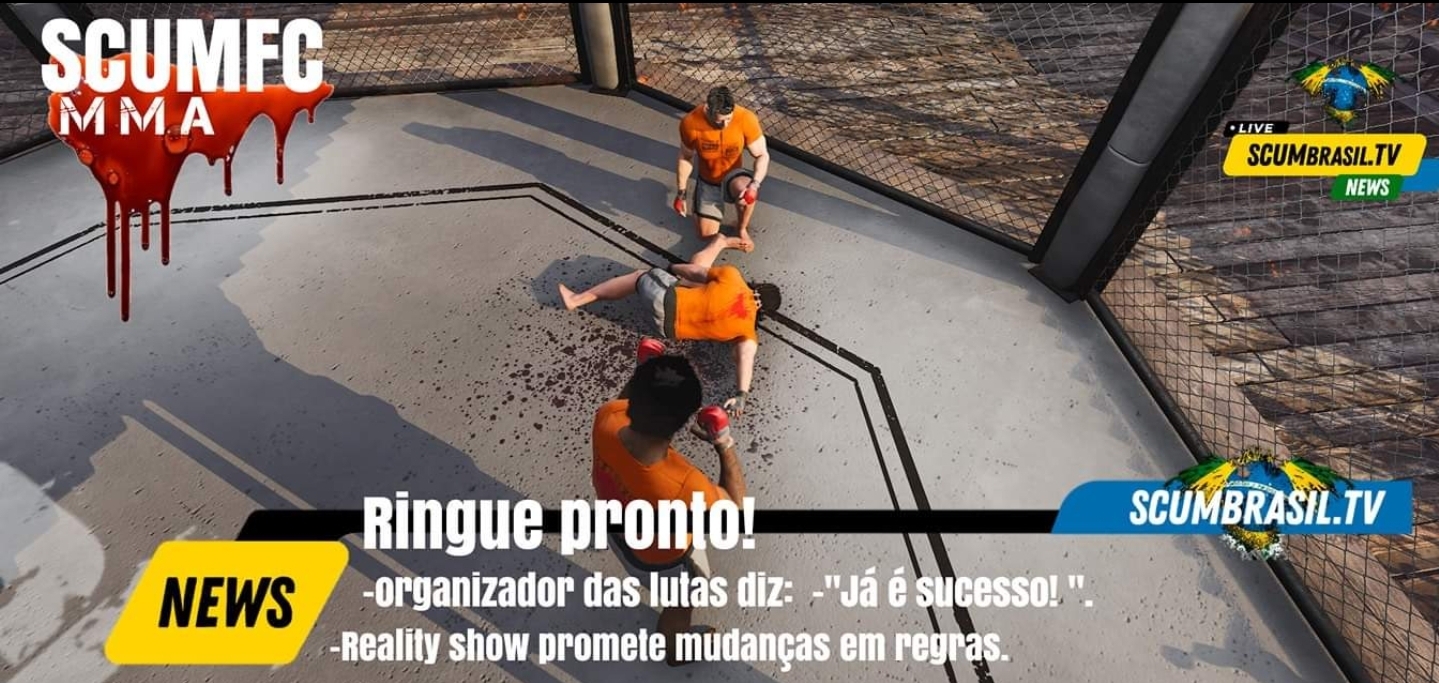 SCUMFC
MMA
• LIVE
SCUMBRASIL.TV
NEWS
SCUMBRASIL.TV
Ringue pronto!
NEWS
-organizador das lutas diz: -"Já é sucesso! ".
-Reality show promete mudanças em regras.